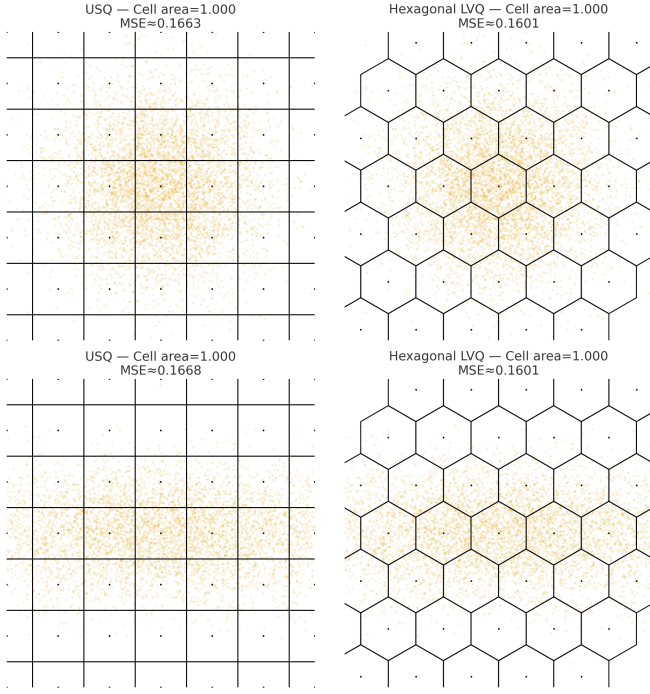 USQ — Cell area=1.000
MSE≈0.1663
Hexagonal LVQ — Cell area=1.000
MSE≈0.1601
USQ — Cell area=1.000
MSE≈0.1668
Hexagonal LVQ — Cell area=1.000
MSE≈0.1601